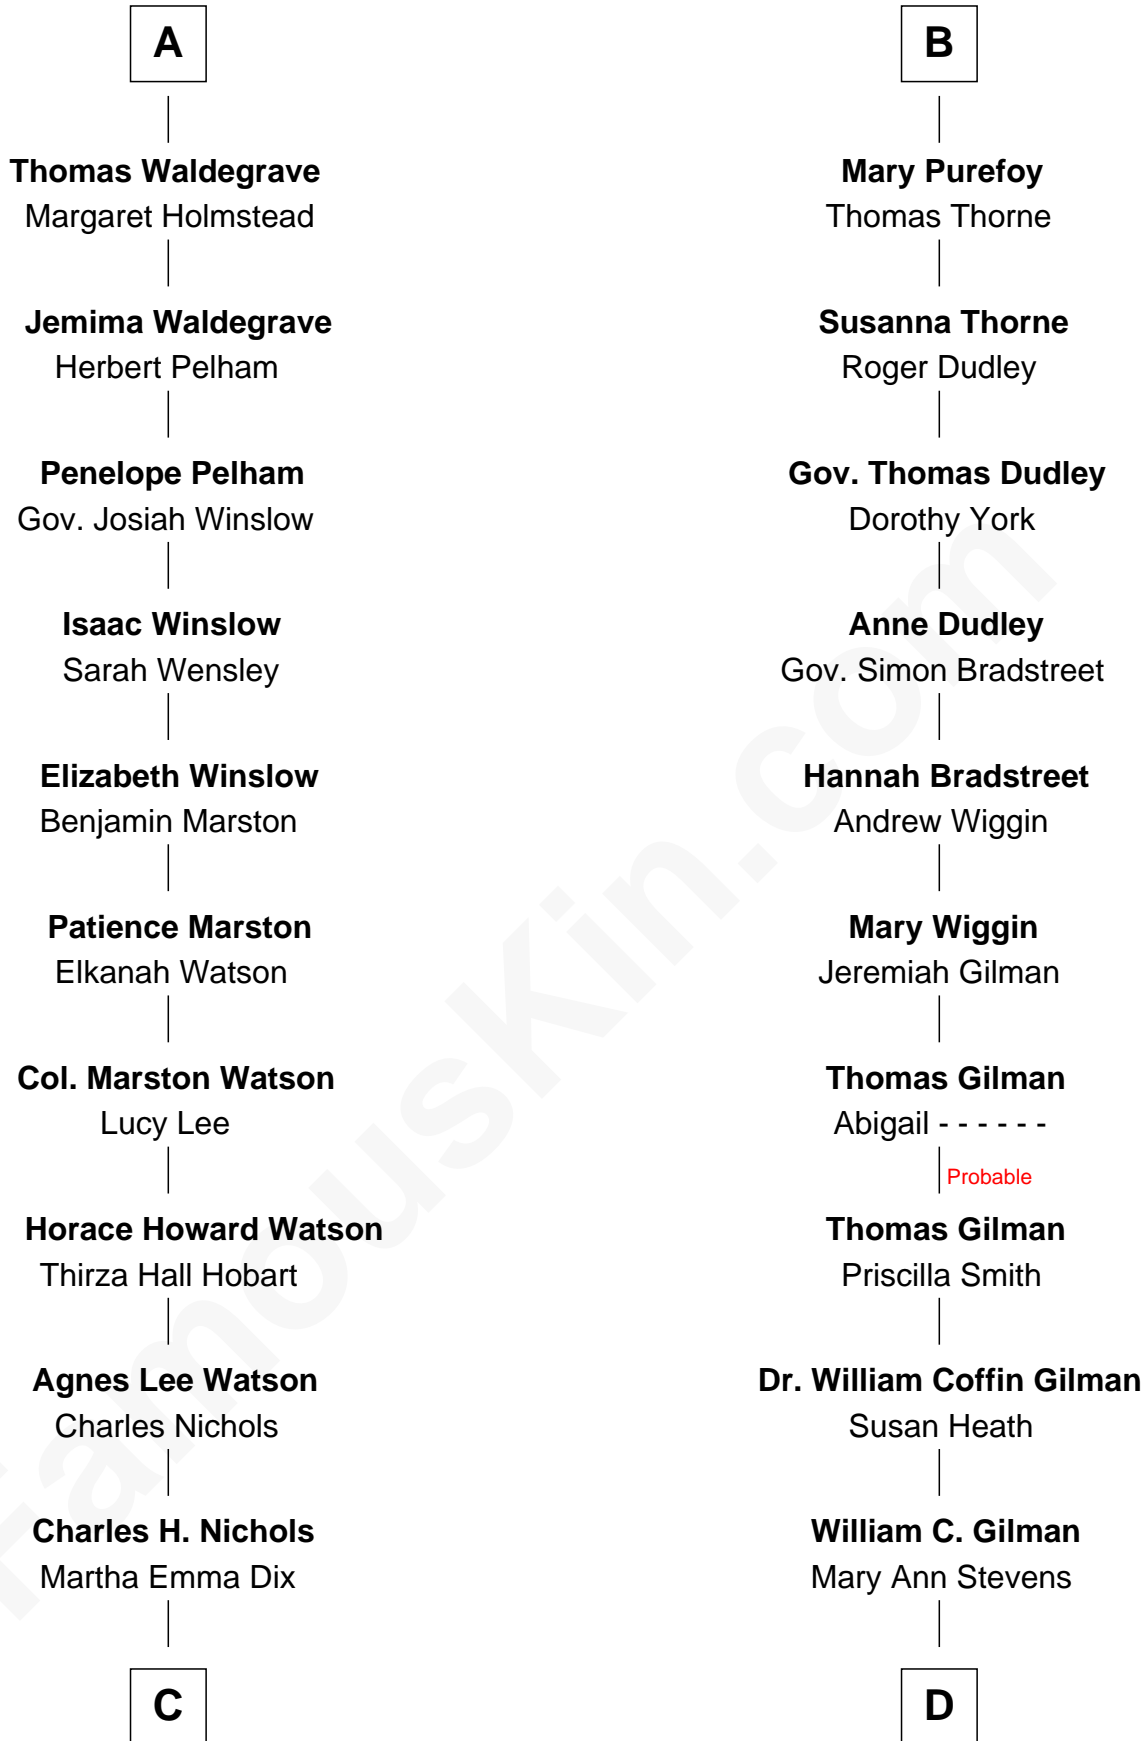 A
Thomas Waldegrave
Margaret Holmstead
Jemima Waldegrave
Herbert Pelham
Penelope Pelham
Gov. Josiah Winslow
Isaac Winslow
Sarah Wensley
Elizabeth Winslow
Benjamin Marston
Patience Marston
Elkanah Watson
Col. Marston Watson
Lucy Lee
Horace Howard Watson
Thirza Hall Hobart
Agnes Lee Watson
Charles Nichols
Charles H. Nichols
Martha Emma Dix
C
B
Mary Purefoy
Thomas Thorne
Susanna Thorne
Roger Dudley
Gov. Thomas Dudley
Dorothy York
Anne Dudley
Gov. Simon Bradstreet
Hannah Bradstreet
Andrew Wiggin
Mary Wiggin
Jeremiah Gilman
Thomas Gilman
Abigail - - - - - -
Probable
Thomas Gilman
Priscilla Smith
Dr. William Coffin Gilman
Susan Heath
William C. Gilman
Mary Ann Stevens
D
FamousKin.com